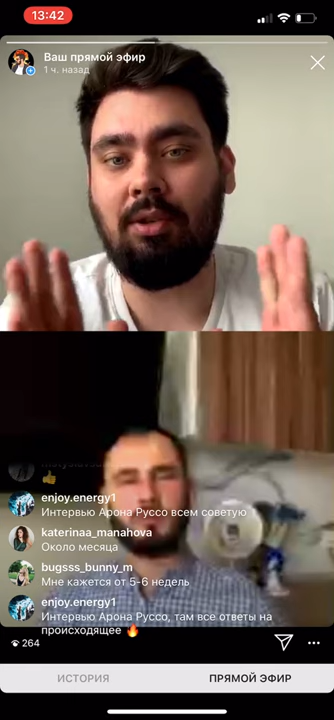 13:42
Ваш прямой эфир
1 ч. назад
👍
enjoy.energy1
Интервью Арона Руссо всем советую
katerinaa_manahova
Около месяца
bugsss_bunny_m
Мне кажется от 5-6 недель
enjoy.energy1
Интервью Арона Руссо, там все ответы на
происходящее 🔥
264
ИСТОРИЯ
ПРЯМОЙ ЭФИР